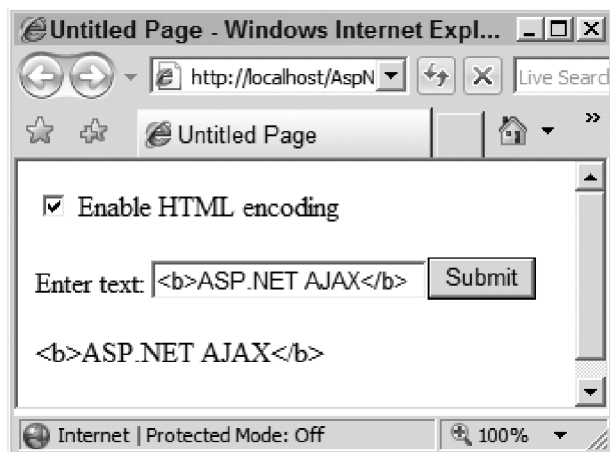 Untitled Page - Windows Internet Expl...
http://localhost/AspN
Live Search
Untitled Page
»
Enable HTML encoding
Enter text: <b>ASP.NET AJAX</b> Submit
<b>ASP.NET AJAX</b>
Internet | Protected Mode: Off 100%